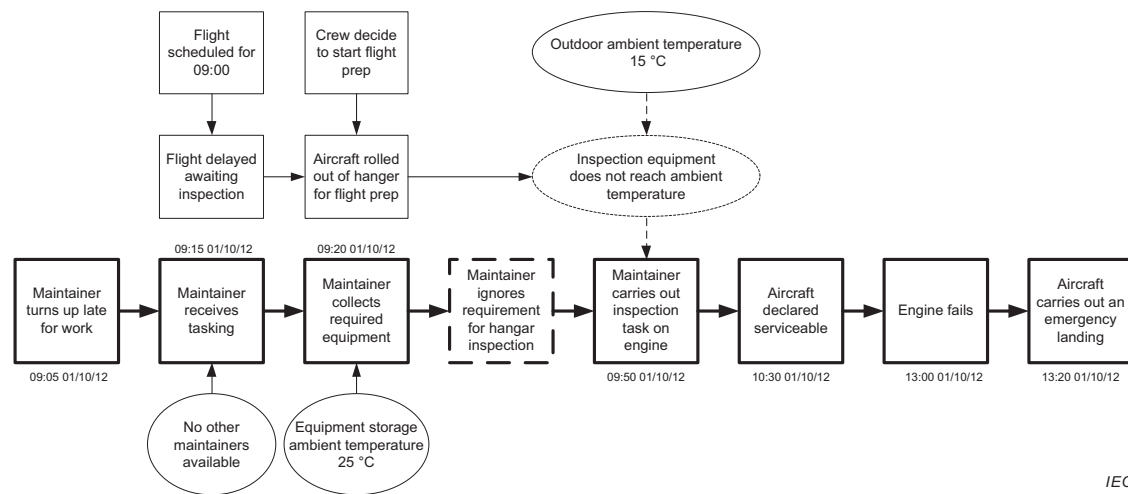 Flight
scheduled for
09:00
Crew decide
to start flight
prep
Outdoor ambient temperature
15 °C
Flight delayed
awaiting
inspection
Aircraft rolled
out of hanger
for flight prep
Inspection equipment
does not reach ambient
temperature
09:15 01/10/12
09:20 01/10/12
Maintainer
turns up late
for work
Maintainer
receives
tasking
Maintainer
collects
required
equipment
Maintainer
ignores
requirement
for hangar
inspection
Maintainer
carries out
inspection
task on
engine
Aircraft
declared
serviceable
Engine fails
Aircraft
carries out an
emergency
landing
09:05 01/10/12
09:50 01/10/12
10:30 01/10/12
13:00 01/10/12
13:20 01/10/12
No other
maintainers
available
Equipment storage
ambient temperature
25 °C
IEC